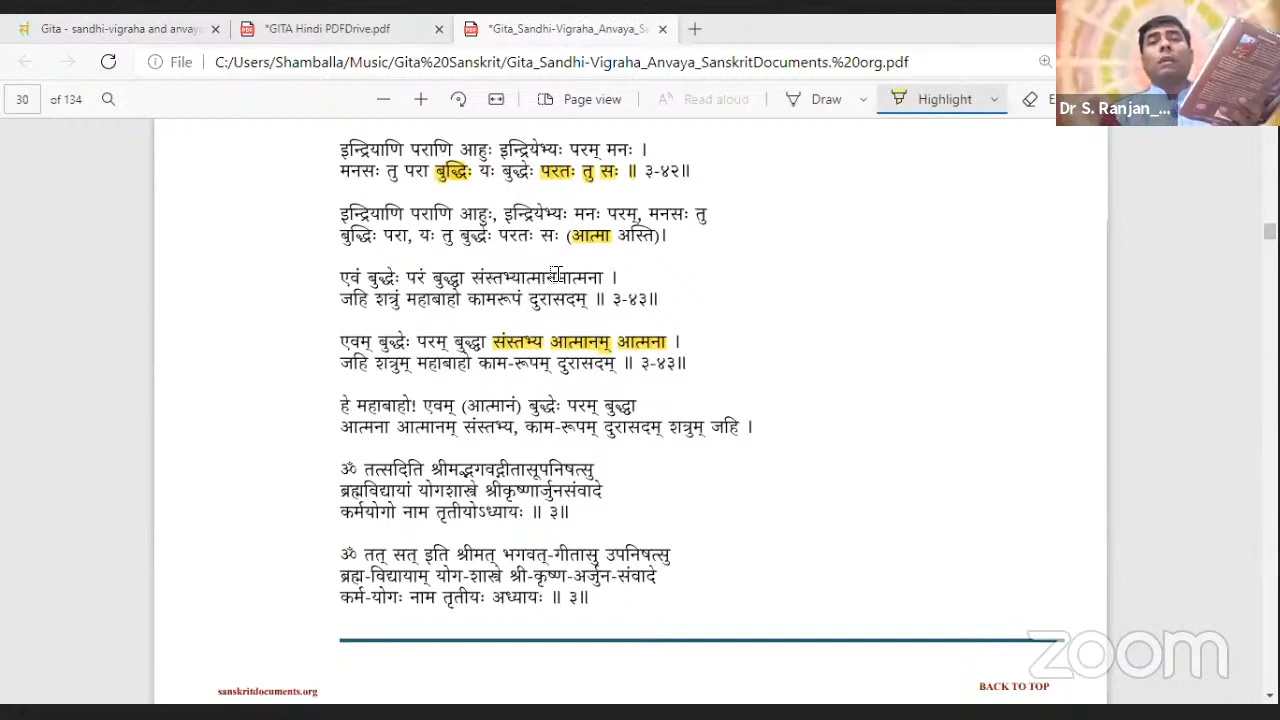 Gita - sandhi-vigraha and anvaya
*GITA Hindi PDFDrive.pdf
*Gita_Sandhi-Vigraha_Anvaya_Sa
File
C:/Users/Shamballa/Music/Gita%20Sanskrit/Gita_Sandhi-Vigraha_Anvaya_SanskritDocuments.%20org.pdf
30 of 134
Page view
Read aloud
Draw
Highlight
Dr S. Ranjan_...
इन्द्रियाणि पराणि आहुः इन्द्रियेभ्यः परम् मनः ।
मनसः तु परा बुद्धिः यः बुद्धेः परतः तु सः ॥ ३-४२॥
इन्द्रियाणि पराणि आहुः, इन्द्रियेभ्यः मनः परम्, मनसः तु
बुद्धिः परा, यः तु बुद्धेः परतः सः (आत्मा अस्ति)।
एवं बुद्धेः परं बुद्ध्वा संस्तभ्यात्मानमात्मना ।
जहि शत्रुं महाबाहो कामरूपं दुरासदम् ॥ ३-४३॥
एवम् बुद्धेः परम् बुद्ध्वा संस्तभ्य आत्मानम् आत्मना ।
जहि शत्रुम् महाबाहो काम-रूपम् दुरासदम् ॥ ३-४३॥
हे महाबाहो! एवम् (आत्मानं) बुद्धेः परम् बुद्ध्वा
आत्मना आत्मानम् संस्तभ्य, काम-रूपम् दुरासदम् शत्रुम् जहि ।
ॐ तत्सदिति श्रीमद्भगवद्गीतासूपनिषत्सु
ब्रह्मविद्यायां योगशास्त्रे श्रीकृष्णार्जुनसंवादे
कर्मयोगो नाम तृतीयोऽध्यायः ॥ ३॥
ॐ तत् सत् इति श्रीमत् भगवत्-गीतासु उपनिषत्सु
ब्रह्म-विद्यायाम् योग-शास्त्रे श्री-कृष्ण-अर्जुन-संवादे
कर्म-योगः नाम तृतीयः अध्यायः ॥ ३॥
zoom
sanskritdocuments.org
BACK TO TOP